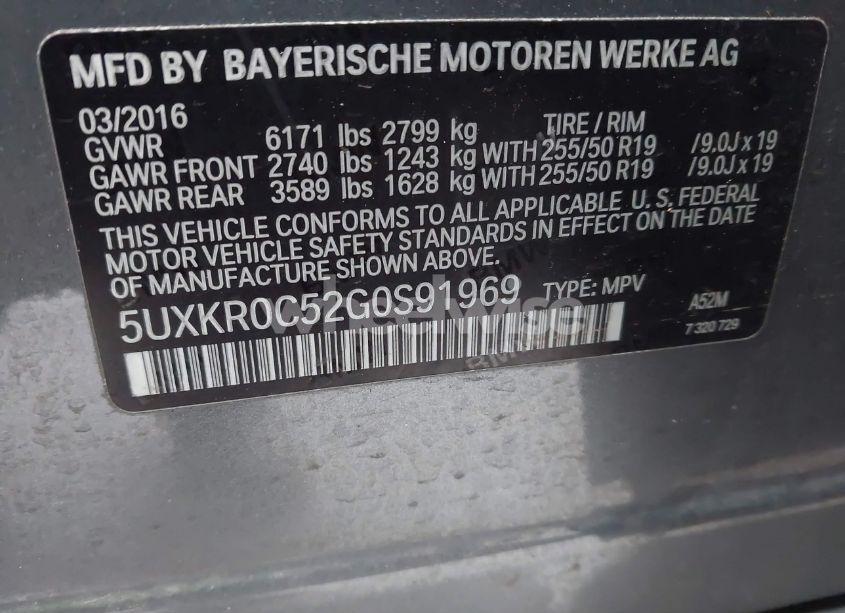 MFD BY BAYERISCHE MOTOREN WERKE AG
03/2016 TIRE / RIM
GVWR 6171 lbs 2799 kg
GAWR FRONT 2740 lbs 1243 kg WITH 255/50 R19 /9.0J x 19
GAWR REAR 3589 lbs 1628 kg WITH 255/50 R19 /9.0J x 19
THIS VEHICLE CONFORMS TO ALL APPLICABLE U. S. FEDERAL
MOTOR VEHICLE SAFETY STANDARDS IN EFFECT ON THE DATE
OF MANUFACTURE SHOWN ABOVE.
5UXKR0C52G0S91969 TYPE: MPV A52M
7 320 729
wheelwise
BMW